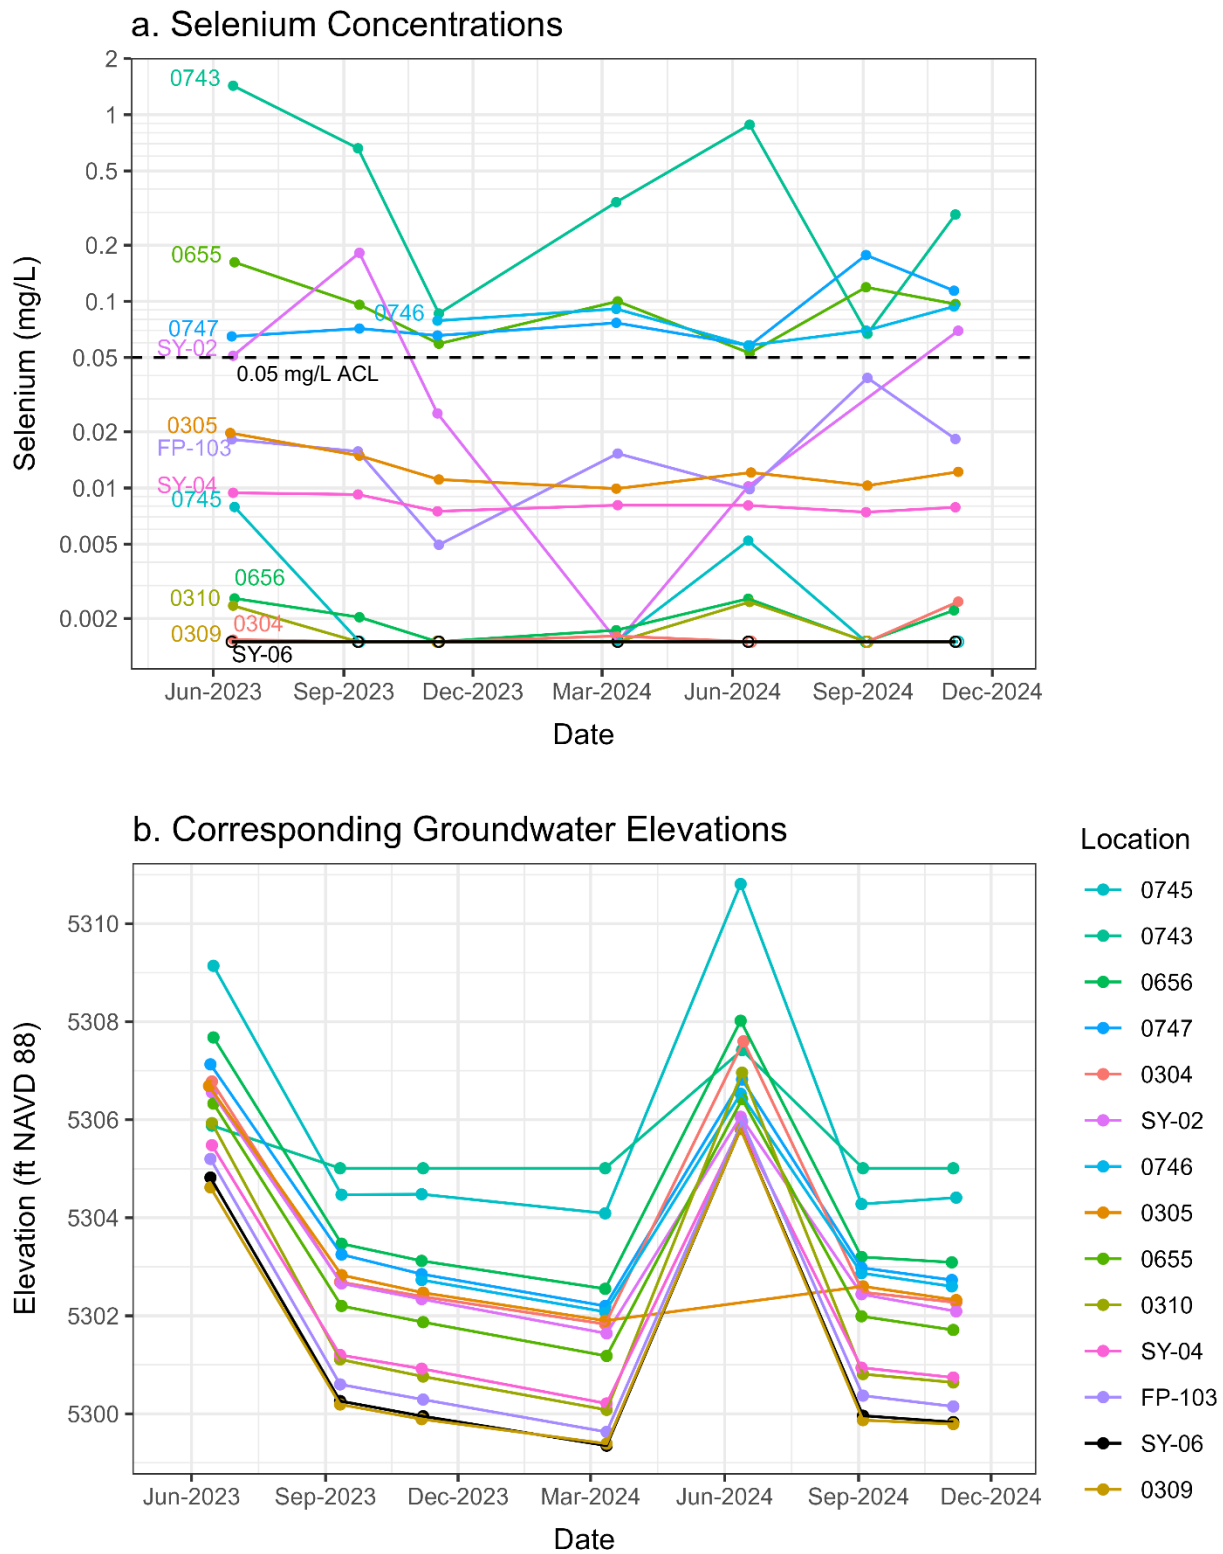 a. Selenium Concentrations
2
1
0.5
0.2
0.1
0.05
0.02
0.01
0.005
0.002
Selenium (mg/L)
0743
0655
0746
0747
SY-02
0.05 mg/L ACL
0305
FP-103
SY-04
0745
0656
0310
0304
0309
SY-06
Jun-2023 Sep-2023 Dec-2023 Mar-2024 Jun-2024 Sep-2024 Dec-2024
Date
b. Corresponding Groundwater Elevations
5310
5308
5306
5304
5302
5300
Elevation (ft NAVD 88)
Jun-2023 Sep-2023 Dec-2023 Mar-2024 Jun-2024 Sep-2024 Dec-2024
Date
Location
0745
0743
0656
0747
0304
SY-02
0746
0305
0655
0310
SY-04
FP-103
SY-06
0309